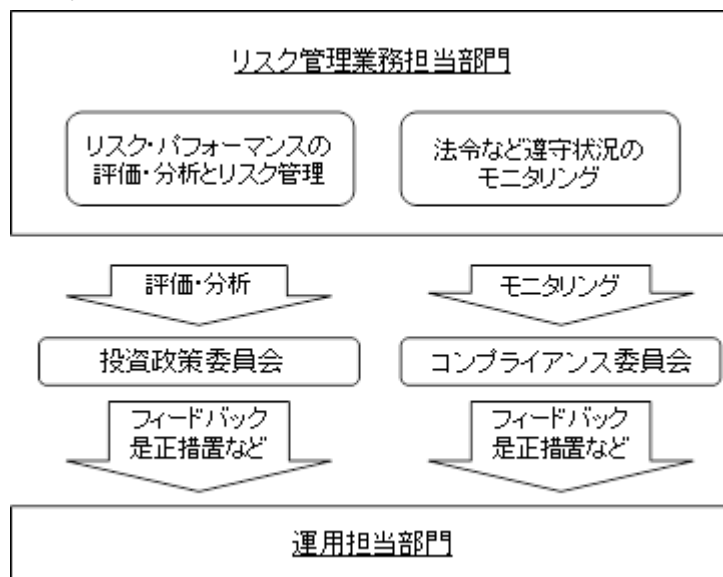 リスク管理業務担当部門
リスク・パフォーマンスの
評価・分析とリスク管理
法令など遵守状況の
モニタリング
評価・分析
モニタリング
投資政策委員会
コンプライアンス委員会
フィードバック
是正措置など
フィードバック
是正措置など
運用担当部門